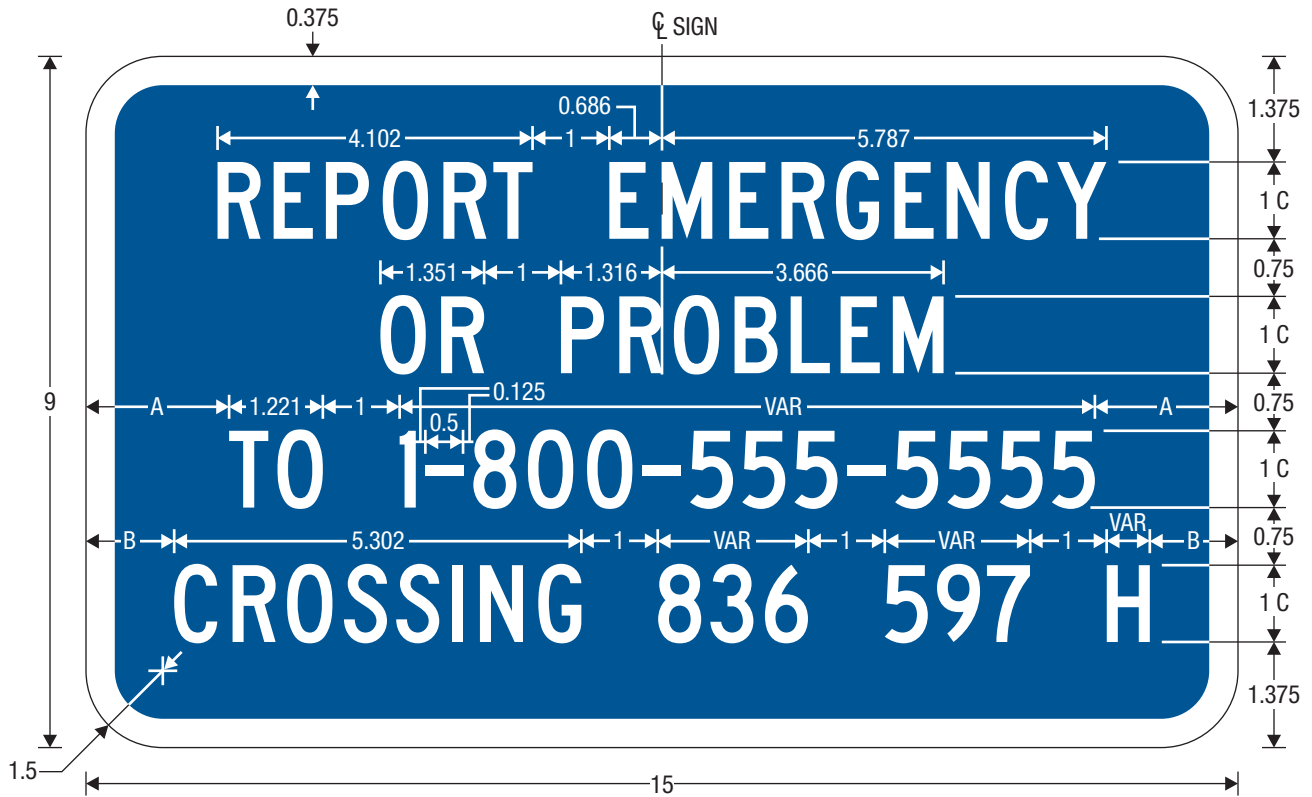 0.375
℄ SIGN
0.686
1.375
4.102 1 5.787
REPORT EMERGENCY
1 C
0.75
1.351 1 1.316 3.666
OR PROBLEM
1 C
9
0.125
A 1.221 1 VAR A
0.75
0.5
TO 1-800-555-5555
1 C
VAR
B 5.302 1 VAR 1 VAR 1 B
0.75
CROSSING 836 597 H
1 C
1.375
1.5
15